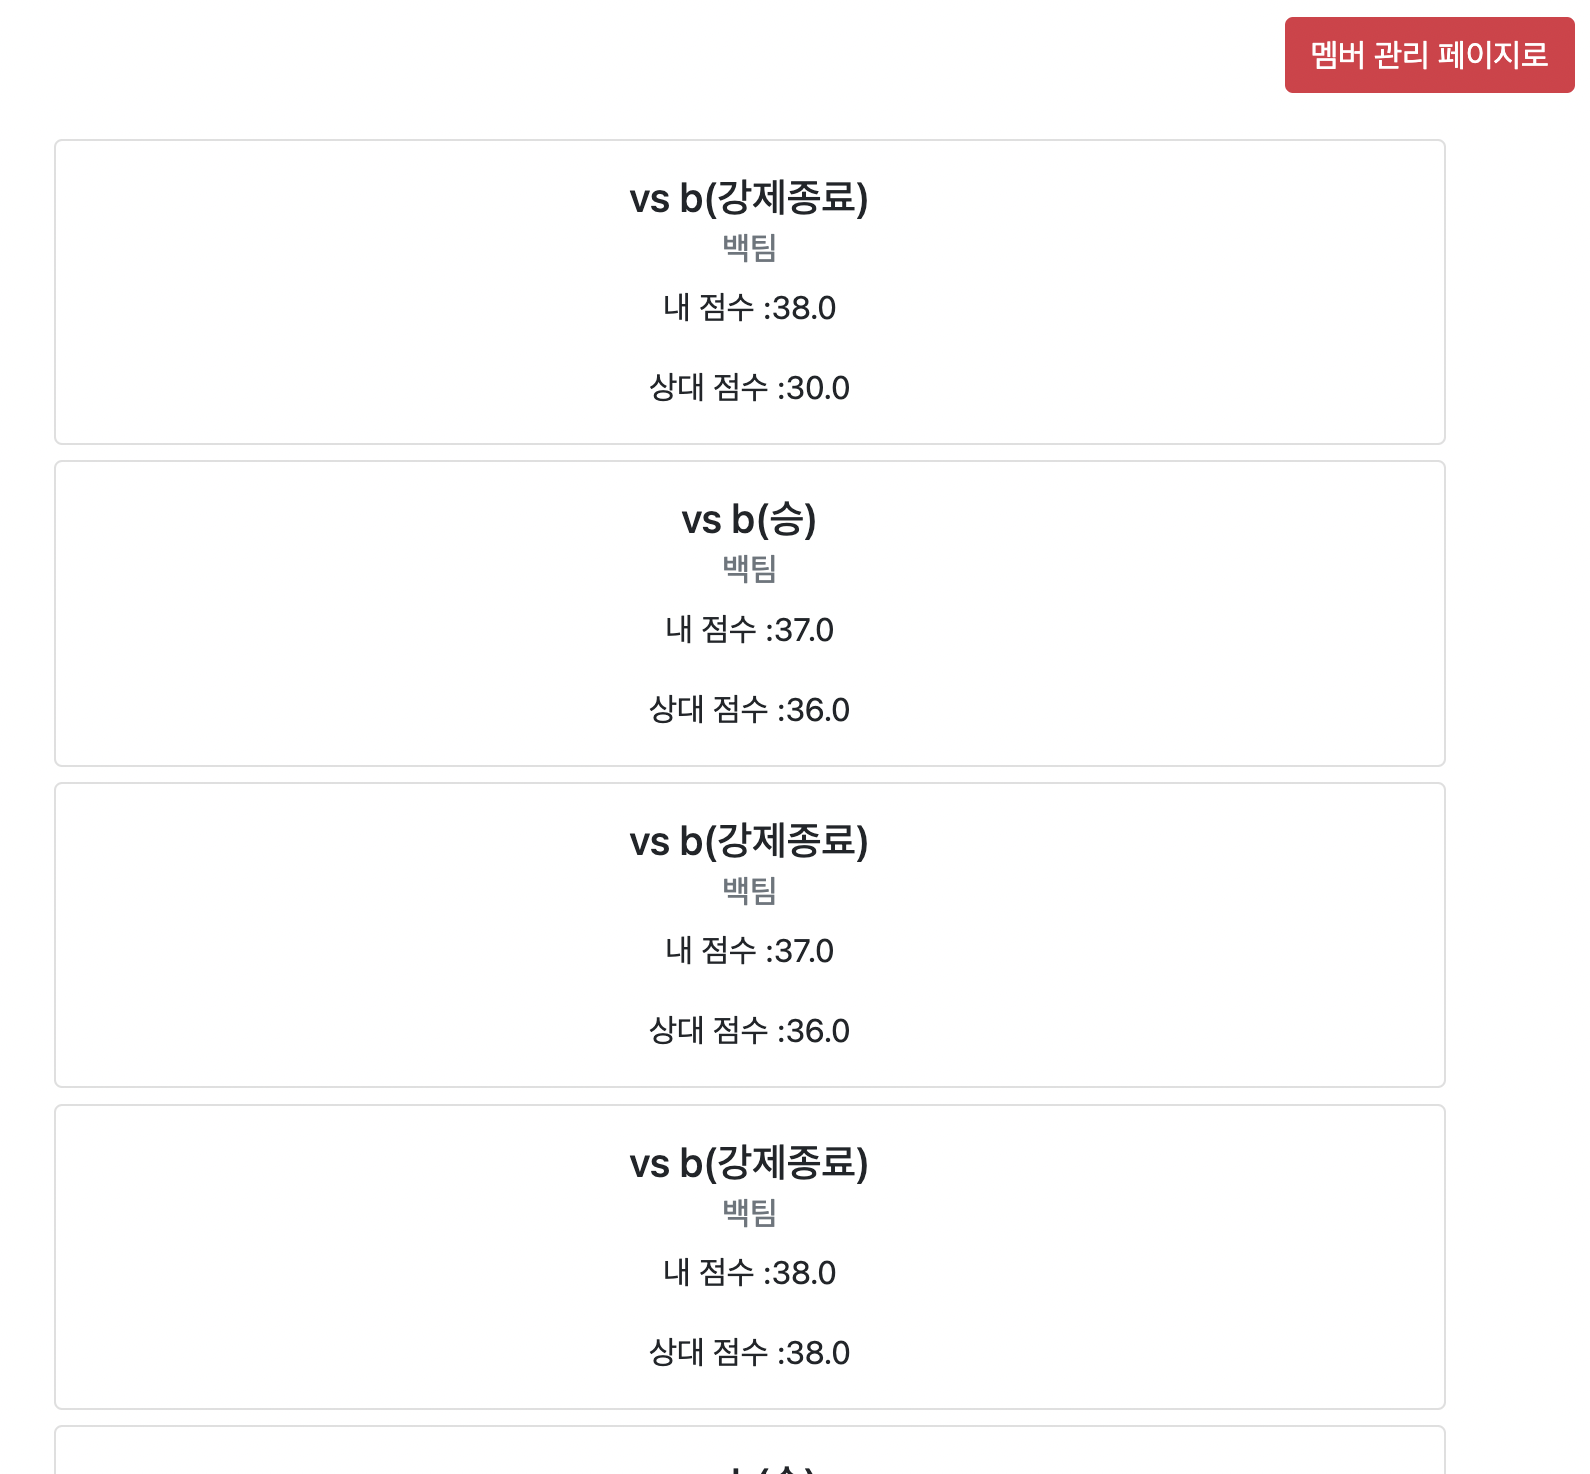 멤버 관리 페이지로
vs b(강제종료)
백팀
내 점수 :38.0
상대 점수 :30.0
vs b(승)
백팀
내 점수 :37.0
상대 점수 :36.0
vs b(강제종료)
백팀
내 점수 :37.0
상대 점수 :36.0
vs b(강제종료)
백팀
내 점수 :38.0
상대 점수 :38.0